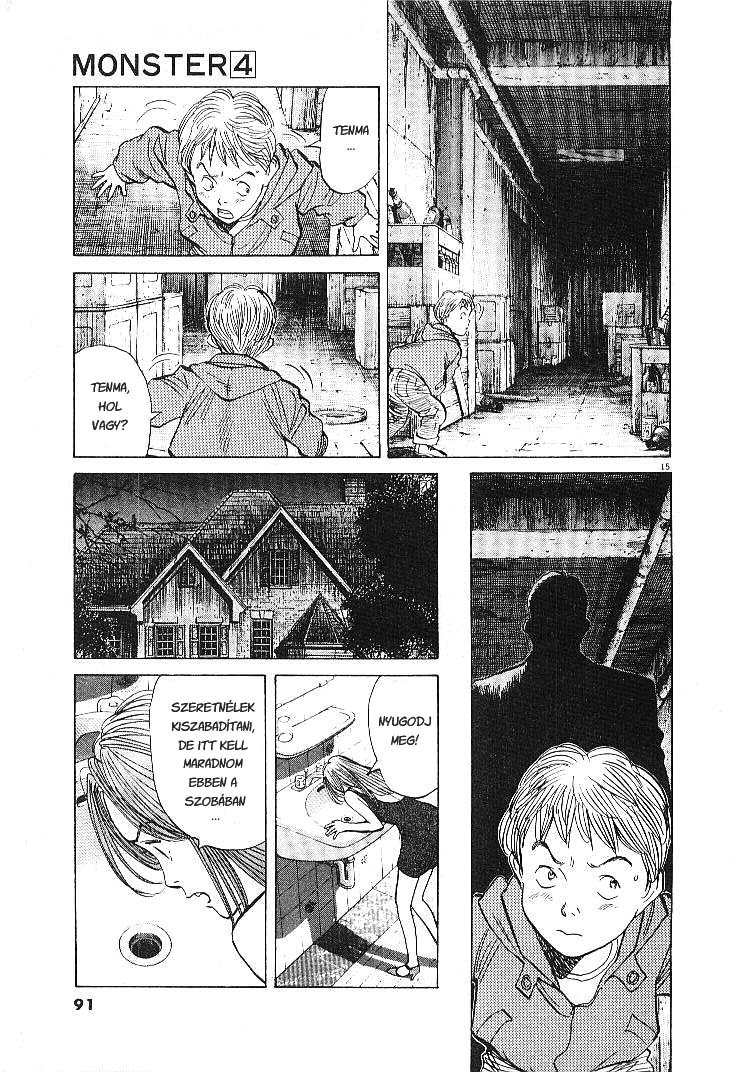 MONSTER 4
TENMA
...
TENMA,
HOL
VAGY?
15
NYUGODJ
MEG!
SZERETNÉLEK
KISZABADÍTANI,
DE ITT KELL
MARADNOM
EBBEN A
SZOBÁBAN
...
91